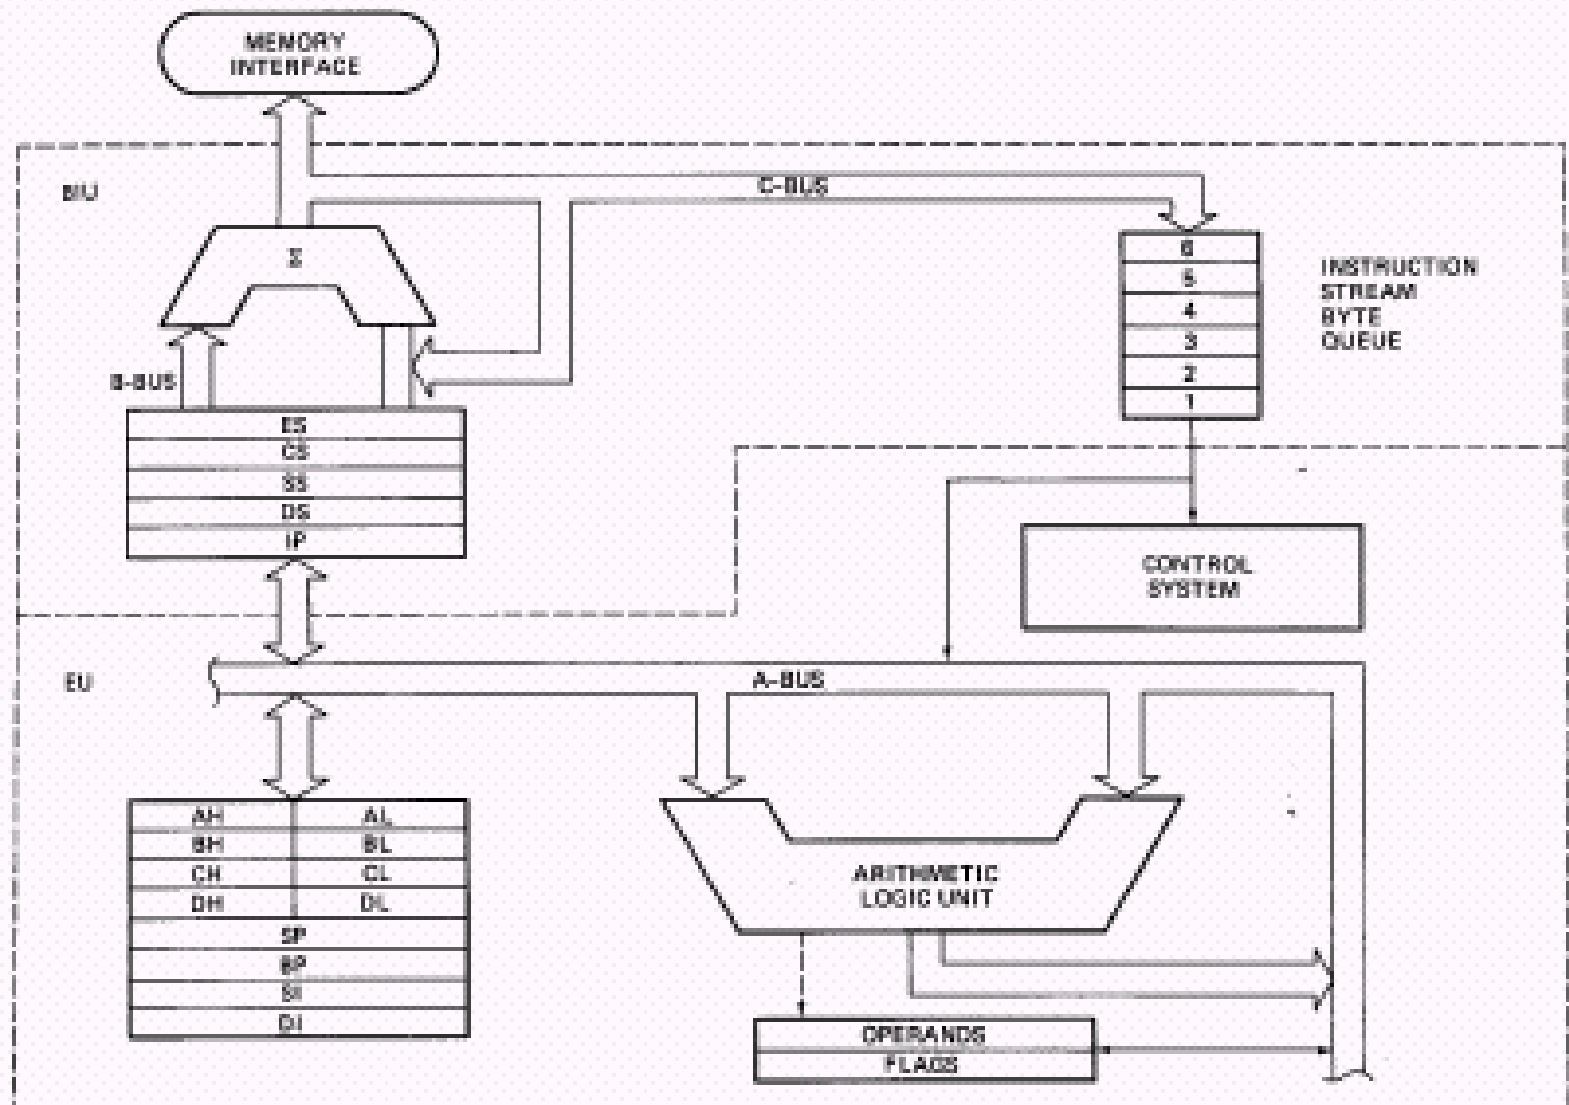 MEMORY
INTERFACE
BIU
C-BUS
Σ
6
5
4
3
2
1
INSTRUCTION
STREAM
BYTE
QUEUE
B-BUS
ES
CS
SS
DS
IP
CONTROL
SYSTEM
EU
A-BUS
AH AL
BH BL
CH CL
DH DL
SP
BP
SI
DI
ARITHMETIC
LOGIC UNIT
OPERANDS
FLAGS